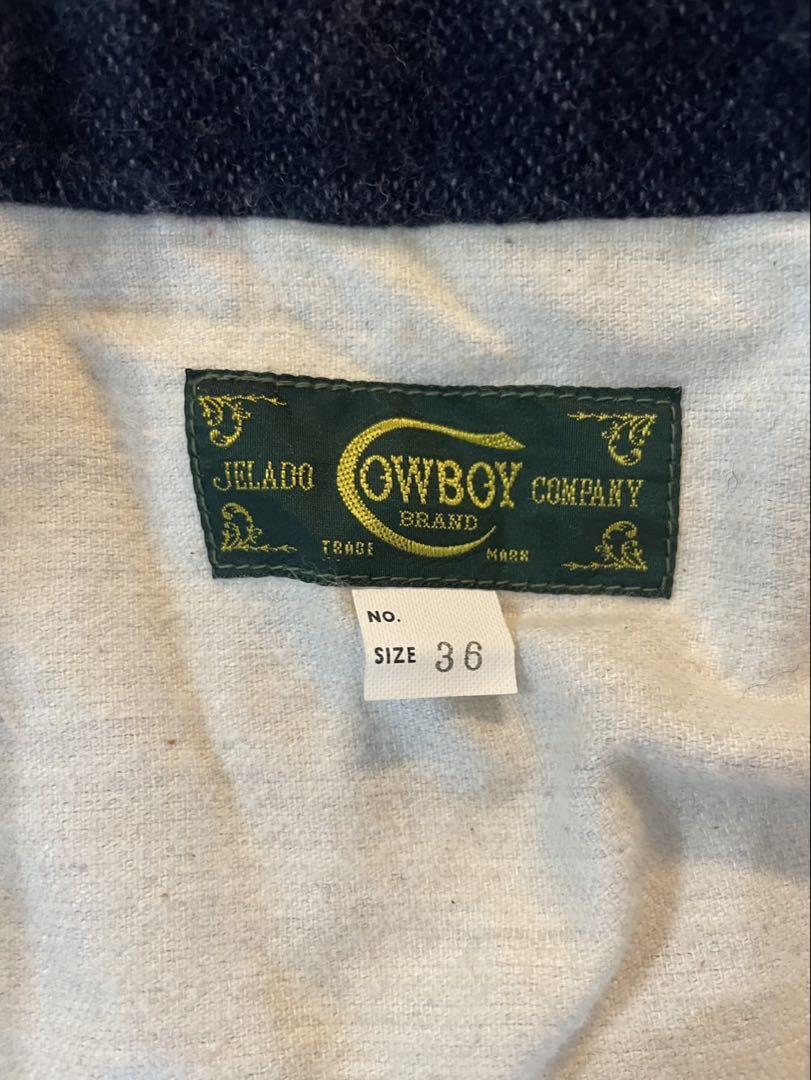 JELADO COWBOY COMPANY
BRAND
TRADE MARK
NO.
SIZE 36